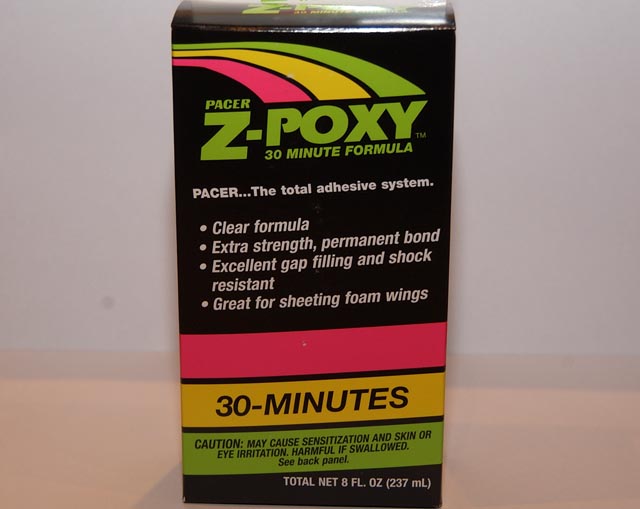 PACER
Z-POXY™
30 MINUTE FORMULA
PACER...The total adhesive system.
• Clear formula
• Extra strength, permanent bond
• Excellent gap filling and shock
resistant
• Great for sheeting foam wings
30-MINUTES
CAUTION: MAY CAUSE SENSITIZATION AND SKIN OR
EYE IRRITATION. HARMFUL IF SWALLOWED.
See back panel.
TOTAL NET 8 FL. OZ (237 mL)